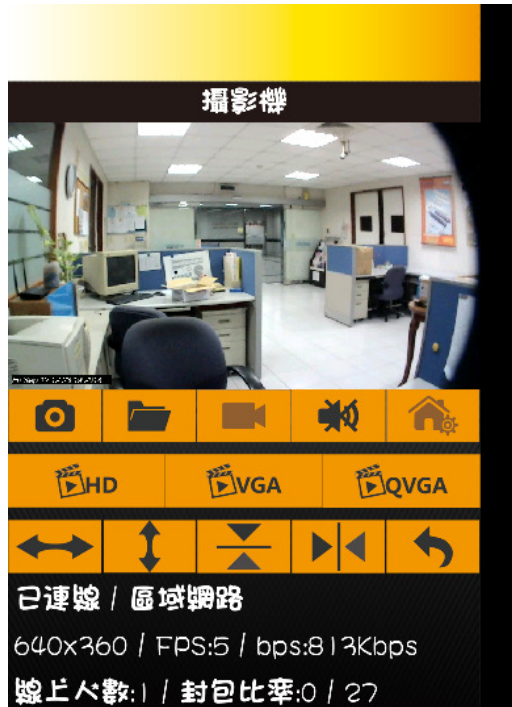 攝影機
HD VGA QVGA
已連線 / 區域網路
640x360 / FPS:5 / bps:813Kbps
線上人數:1 / 封包比率:0 / 27